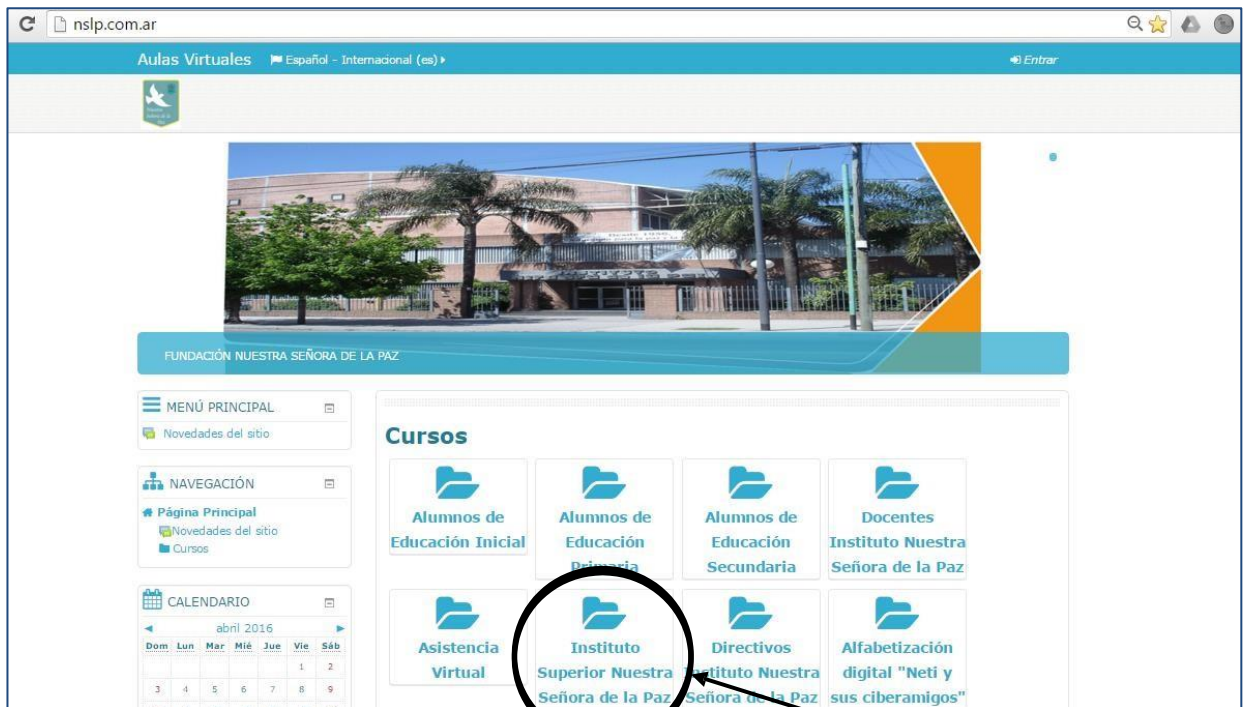 nslp.com.ar
Aulas Virtuales Español - Internacional (es)
Entrar
FUNDACIÓN NUESTRA SEÑORA DE LA PAZ
MENÚ PRINCIPAL
Novedades del sitio
NAVEGACIÓN
Página Principal
Novedades del sitio
Cursos
CALENDARIO
abril 2016
Dom Lun Mar Mié Jue Vie Sáb
1 2
3 4 5 6 7 8 9
Cursos
Alumnos de
Educación Inicial
Alumnos de
Educación
Primaria
Alumnos de
Educación
Secundaria
Docentes
Instituto Nuestra
Señora de la Paz
Asistencia
Virtual
Instituto
Superior Nuestra
Señora de la Paz
Directivos
Instituto Nuestra
Señora de la Paz
Alfabetización
digital "Neti y
sus ciberamigos"